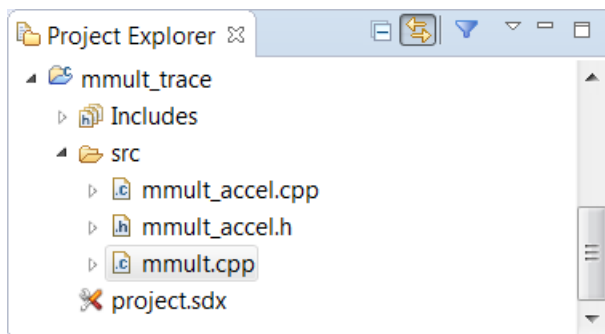 Project Explorer
mmult_trace
Includes
src
mmult_accel.cpp
mmult_accel.h
mmult.cpp
project.sdx